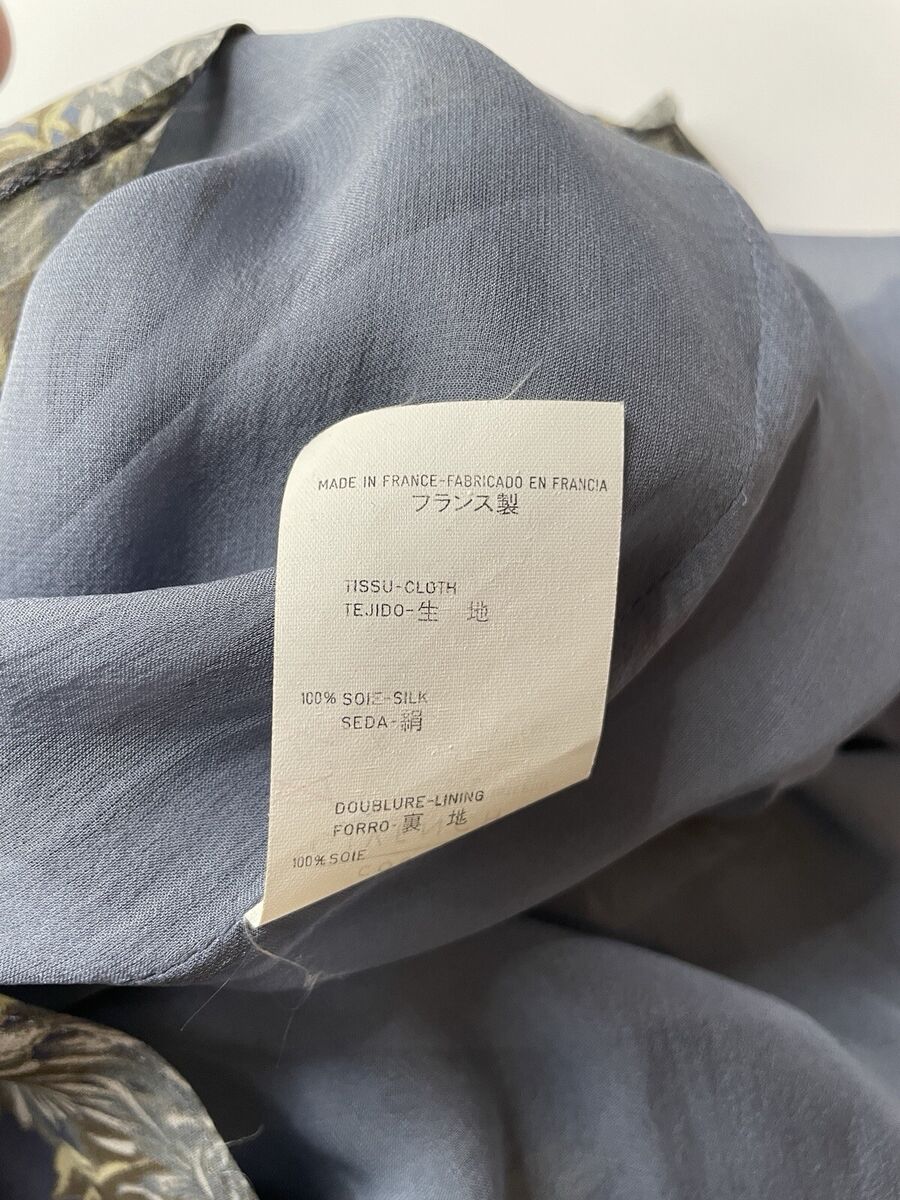 MADE IN FRANCE-FABRICADO EN FRANCIA
フランス製
TISSU-CLOTH
TEJIDO-生 地
100% SOIE-SILK
SEDA-絹
DOUBLURE-LINING
FORRO-裏 地
100% SOIE